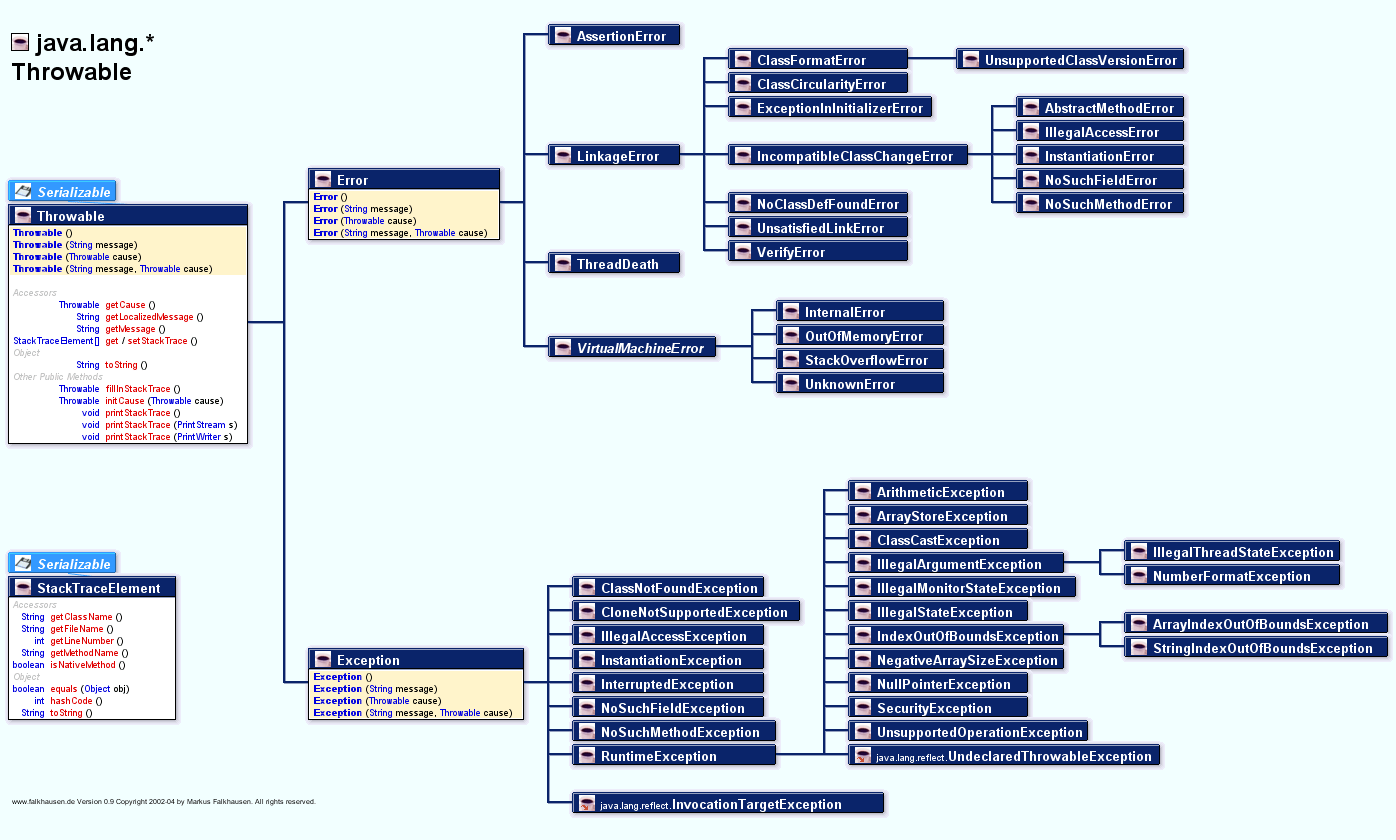 java.lang.*
Throwable
Serializable
Throwable
Throwable ()
Throwable (String message)
Throwable (Throwable cause)
Throwable (String message, Throwable cause)
Accessors
Throwable getCause ()
String getLocalizedMessage ()
String getMessage ()
StackTraceElement[] get / setStackTrace ()
Object
String toString ()
Other Public Methods
Throwable fillInStackTrace ()
Throwable initCause (Throwable cause)
void printStackTrace ()
void printStackTrace (PrintStream s)
void printStackTrace (PrintWriter s)
Serializable
StackTraceElement
Accessors
String getClassName ()
String getFileName ()
int getLineNumber ()
String getMethodName ()
boolean isNativeMethod ()
Object
boolean equals (Object obj)
int hashCode ()
String toString ()
Error
Error ()
Error (String message)
Error (Throwable cause)
Error (String message, Throwable cause)
AssertionError
LinkageError
ClassFormatError
UnsupportedClassVersionError
ClassCircularityError
ExceptionInInitializerError
IncompatibleClassChangeError
AbstractMethodError
IllegalAccessError
InstantiationError
NoSuchFieldError
NoSuchMethodError
NoClassDefFoundError
UnsatisfiedLinkError
VerifyError
ThreadDeath
VirtualMachineError
InternalError
OutOfMemoryError
StackOverflowError
UnknownError
Exception
Exception ()
Exception (String message)
Exception (Throwable cause)
Exception (String message, Throwable cause)
ClassNotFoundException
CloneNotSupportedException
IllegalAccessException
InstantiationException
InterruptedException
NoSuchFieldException
NoSuchMethodException
RuntimeException
java.lang.reflect.InvocationTargetException
ArithmeticException
ArrayStoreException
ClassCastException
IllegalArgumentException
IllegalThreadStateException
NumberFormatException
IllegalMonitorStateException
IllegalStateException
IndexOutOfBoundsException
ArrayIndexOutOfBoundsException
StringIndexOutOfBoundsException
NegativeArraySizeException
NullPointerException
SecurityException
UnsupportedOperationException
java.lang.reflect.UndeclaredThrowableException
www.falkhausen.de Version 0.9 Copyright 2002-04 by Markus Falkhausen. All rights reserved.